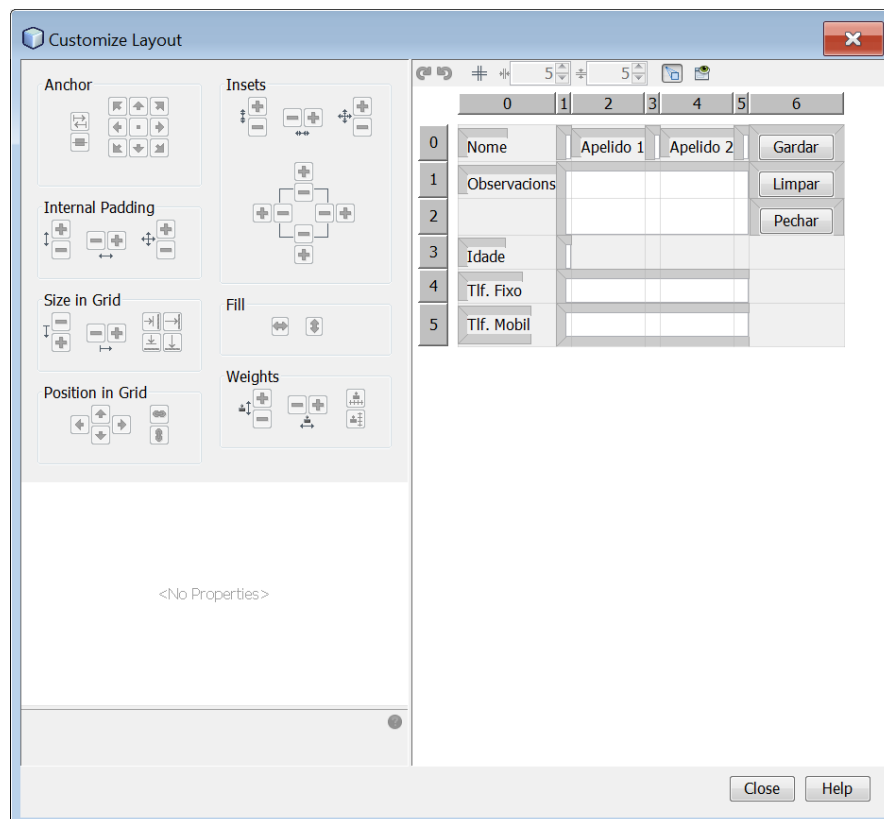 Customize Layout
Anchor
Insets
Internal Padding
Size in Grid
Fill
Position in Grid
Weights
<No Properties>
5 5
0 1 2 3 4 5 6
0 Nome Apelido 1 Apelido 2 Gardar
1 Observacions Limpar
2 Pechar
3 Idade
4 Tlf. Fixo
5 Tlf. Mobil
Close Help